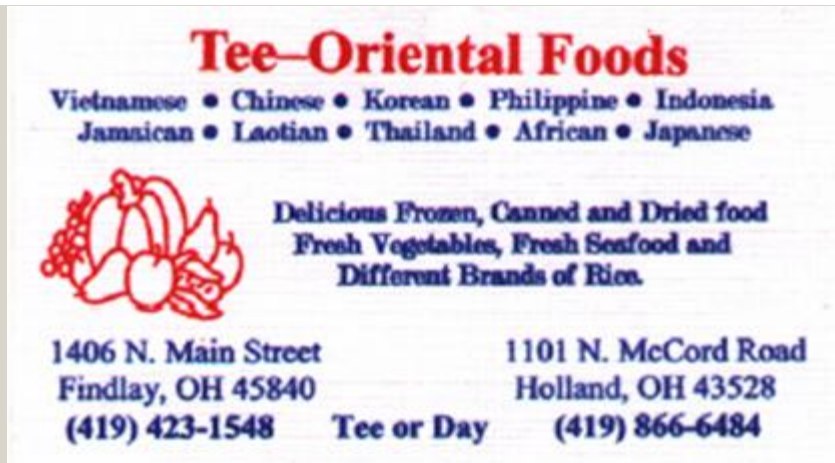 Tee–Oriental Foods
Vietnamese • Chinese • Korean • Philippine • Indonesia
Jamaican • Laotian • Thailand • African • Japanese
Delicious Frozen, Canned and Dried food
Fresh Vegetables, Fresh Seafood and
Different Brands of Rice.
1406 N. Main Street
Findlay, OH 45840
(419) 423-1548
Tee or Day
1101 N. McCord Road
Holland, OH 43528
(419) 866-6484